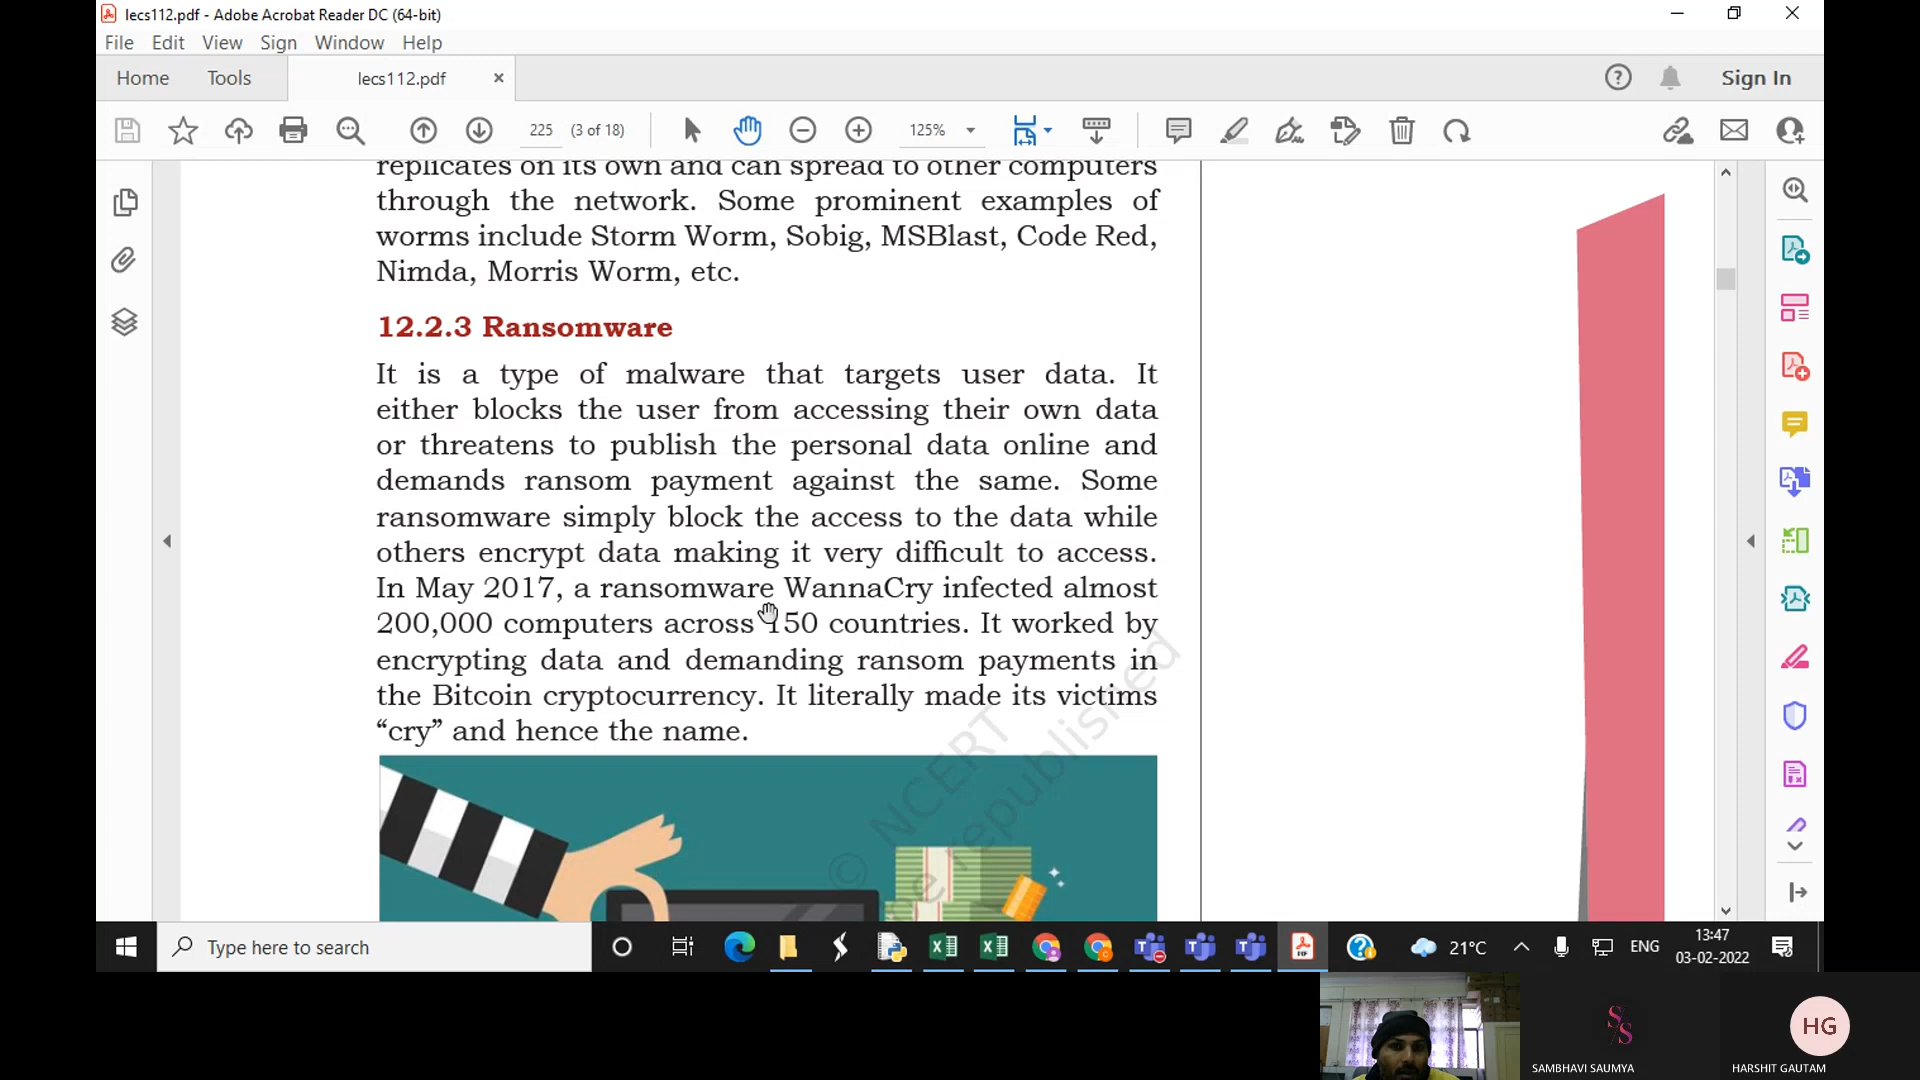 lecs112.pdf - Adobe Acrobat Reader DC (64-bit)
File Edit View Sign Window Help
Home Tools lecs112.pdf × Sign In
225 (3 of 18) 125%
replicates on its own and can spread to other computers
through the network. Some prominent examples of
worms include Storm Worm, Sobig, MSBlast, Code Red,
Nimda, Morris Worm, etc.
12.2.3 Ransomware
It is a type of malware that targets user data. It
either blocks the user from accessing their own data
or threatens to publish the personal data online and
demands ransom payment against the same. Some
ransomware simply block the access to the data while
others encrypt data making it very difficult to access.
In May 2017, a ransomware WannaCry infected almost
200,000 computers across 150 countries. It worked by
encrypting data and demanding ransom payments in
the Bitcoin cryptocurrency. It literally made its victims
“cry” and hence the name.
© NCERT
be republished
Type here to search
21°C
ENG
13:47
03-02-2022
SS
SAMBHAVI SAUMYA
HG
HARSHIT GAUTAM